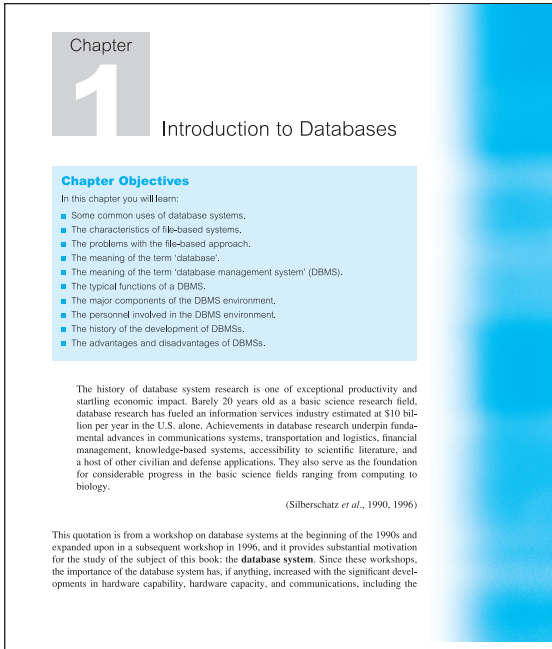 Chapter
1
Introduction to Databases
Chapter Objectives
In this chapter you will learn:
■ Some common uses of database systems.
■ The characteristics of file-based systems.
■ The problems with the file-based approach.
■ The meaning of the term ‘database’.
■ The meaning of the term ‘database management system’ (DBMS).
■ The typical functions of a DBMS.
■ The major components of the DBMS environment.
■ The personnel involved in the DBMS environment.
■ The history of the development of DBMSs.
■ The advantages and disadvantages of DBMSs.
The history of database system research is one of exceptional productivity and
startling economic impact. Barely 20 years old as a basic science research field,
database research has fueled an information services industry estimated at $10 bil-
lion per year in the U.S. alone. Achievements in database research underpin funda-
mental advances in communications systems, transportation and logistics, financial
management, knowledge-based systems, accessibility to scientific literature, and
a host of other civilian and defense applications. They also serve as the foundation
for considerable progress in the basic science fields ranging from computing to
biology.
(Silberschatz et al., 1990, 1996)
This quotation is from a workshop on database systems at the beginning of the 1990s and
expanded upon in a subsequent workshop in 1996, and it provides substantial motivation
for the study of the subject of this book: the database system. Since these workshops,
the importance of the database system has, if anything, increased with the significant devel-
opments in hardware capability, hardware capacity, and communications, including the